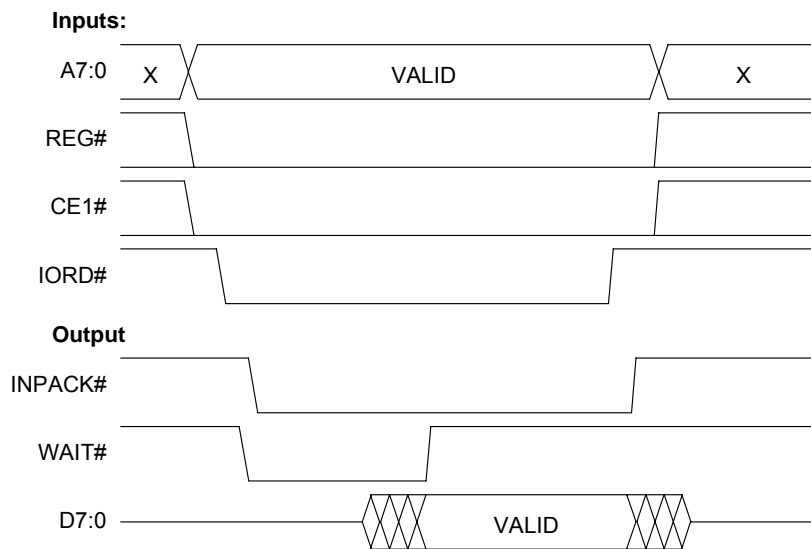 Inputs:
A7:0 X VALID X
REG#
CE1#
IORD#
Output
INPACK#
WAIT#
D7:0 VALID